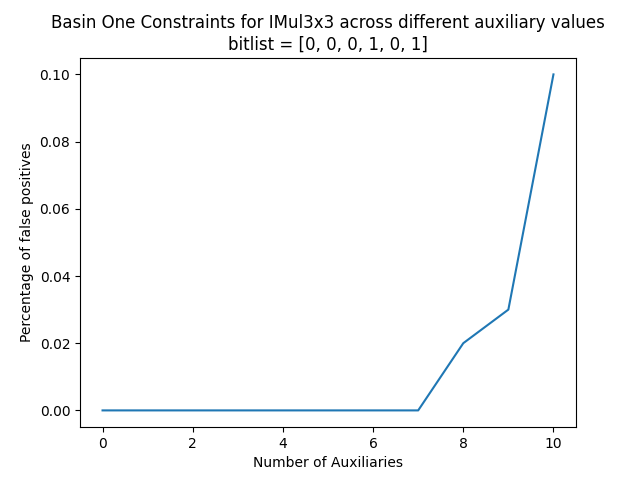 Basin One Constraints for IMul3x3 across different auxiliary values
bitlist = [0, 0, 0, 1, 0, 1]
Percentage of false positives
0.10
0.08
0.06
0.04
0.02
0.00
0 2 4 6 8 10
Number of Auxiliaries